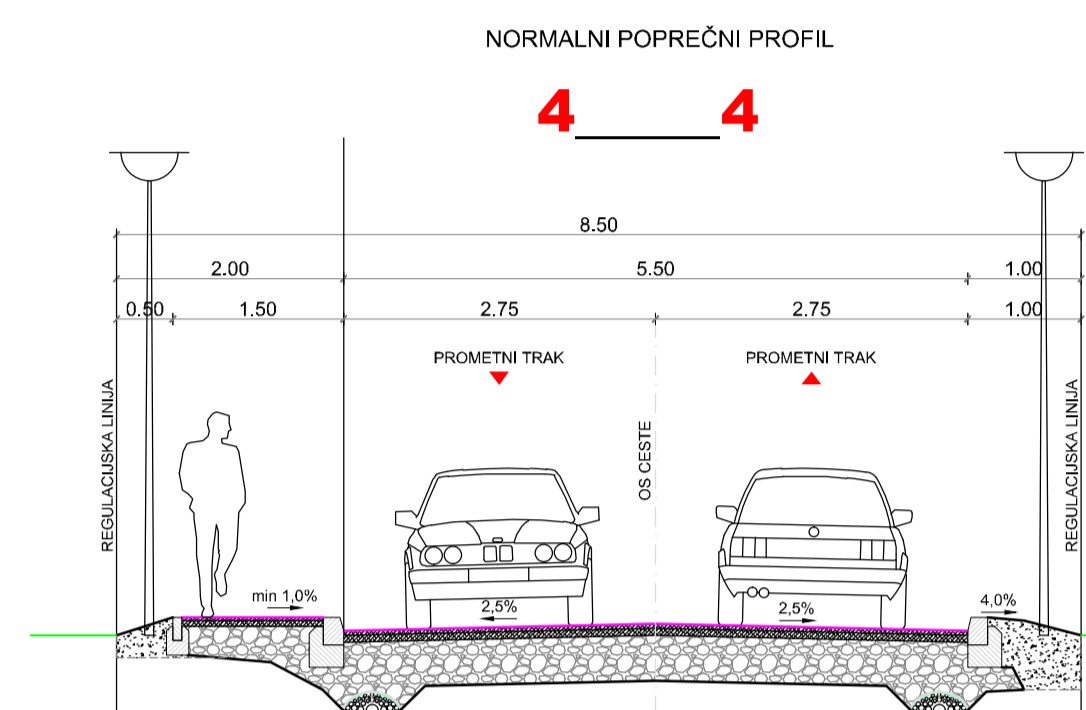 NORMALNI POPREČNI PROFIL
4 4
8.50
2.00 5.50 1.00
0.50 1.50 2.75 2.75 1.00
PROMETNI TRAK PROMETNI TRAK
REGULACIJSKA LINIJA
OS CESTE
REGULACIJSKA LINIJA
min 1,0% 2,5% 2,5% 4,0%